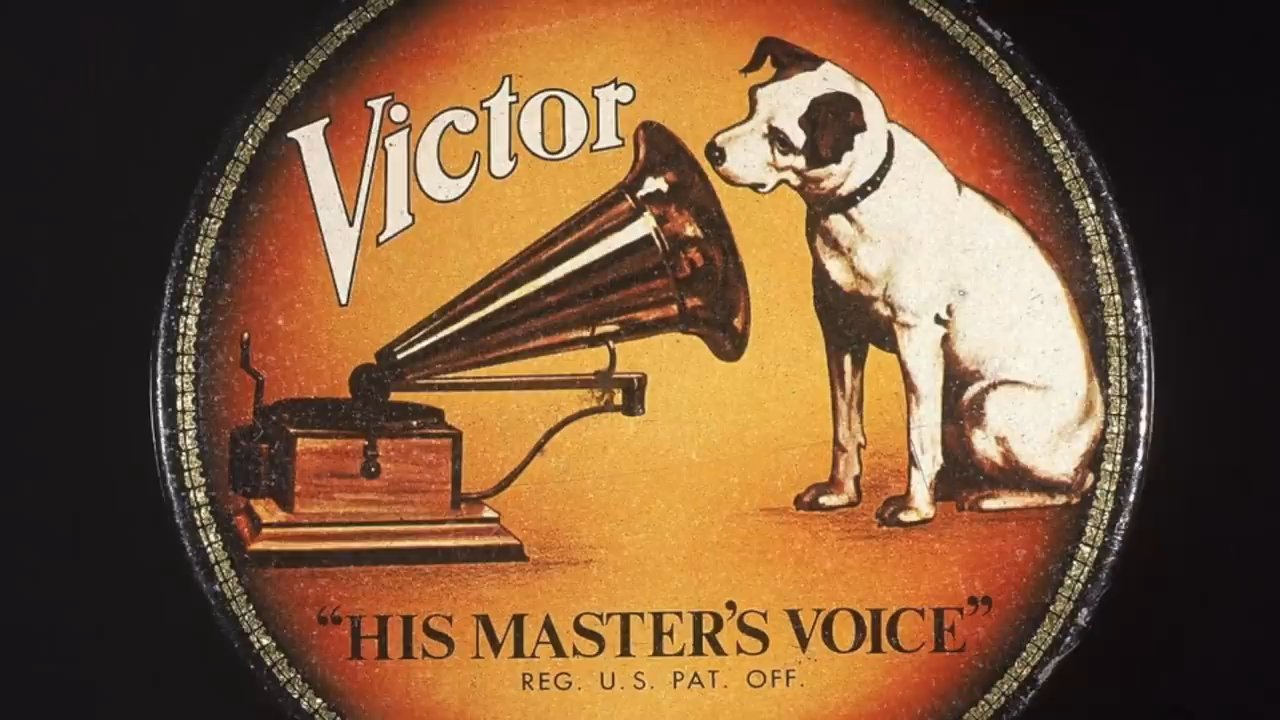 Victor
“HIS MASTER’S VOICE”
REG. U.S. PAT. OFF.